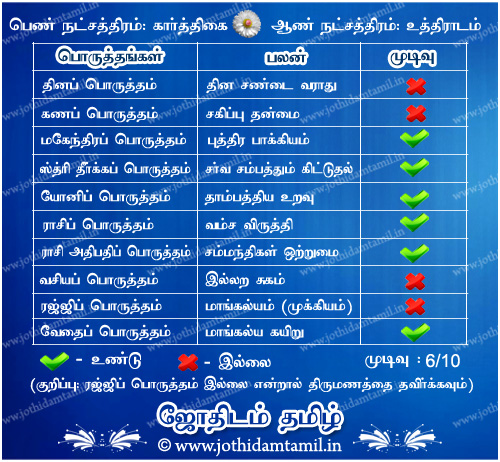 பெண் நட்சத்திரம்: கார்த்திகை ஆண் நட்சத்திரம்: உத்திராடம்
பொருத்தங்கள் பலன் முடிவு
தினப் பொருத்தம் தின சண்டை வராது
கணப் பொருத்தம் சகிப்பு தன்மை
மகேந்திரப் பொருத்தம் புத்திர பாக்கியம்
ஸ்த்ரி தீர்க்கப் பொருத்தம் சர்வ சம்பத்தும் கிட்டுதல்
யோனிப் பொருத்தம் தாம்பத்திய உறவு
ராசிப் பொருத்தம் வம்ச விருத்தி
ராசி அதிபதிப் பொருத்தம் சம்மந்திகள் ஒற்றுமை
வசியப் பொருத்தம் இல்லற சுகம்
ரஜ்ஜிப் பொருத்தம் மாங்கல்யம் (முக்கியம்)
வேதைப் பொருத்தம் மாங்கல்ய கயிறு
- உண்டு - இல்லை முடிவு : 6/10
(குறிப்பு: ரஜ்ஜிப் பொருத்தம் இல்லை என்றால் திருமணத்தை தவிர்க்கவும்)
ஜோதிடம் தமிழ்
© www.jothidamtamil.in